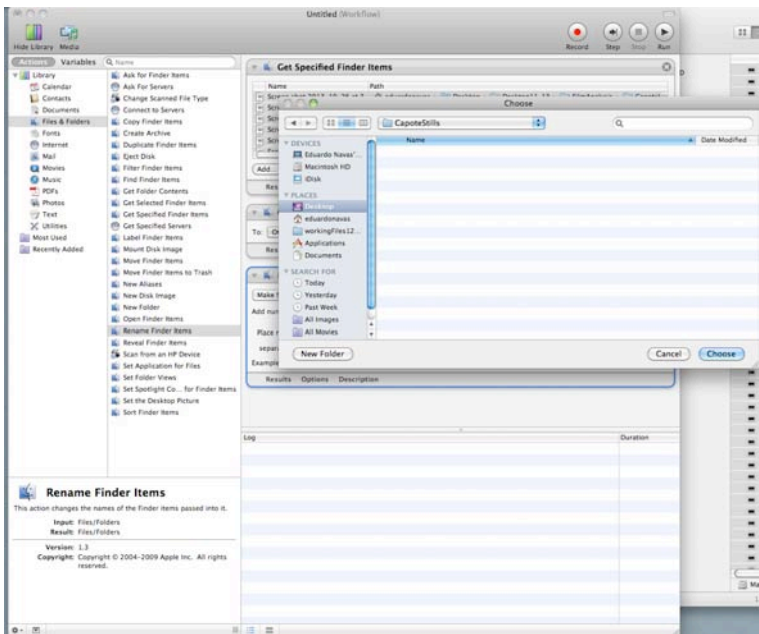 Untitled (Workflow)
Hide Library Media
Record Step Stop Run
Actions Variables Name
Library
Calendar
Contacts
Documents
Files & Folders
Fonts
Internet
Mail
Movies
Music
PDFs
Photos
Text
Utilities
Most Used
Recently Added
Ask for Finder Items
Ask For Servers
Change Scanned File Type
Connect to Servers
Copy Finder Items
Create Archive
Duplicate Finder Items
Eject Disk
Filter Finder Items
Find Finder Items
Get Folder Contents
Get Selected Finder Items
Get Specified Finder Items
Get Specified Servers
Label Finder Items
Mount Disk Image
Move Finder Items
Move Finder Items to Trash
New Aliases
New Disk Image
New Folder
Open Finder Items
Rename Finder Items
Reveal Finder Items
Scan from an HP Device
Set Application for Files
Set Folder Views
Set Spotlight Co... for Finder Items
Set the Desktop Picture
Sort Finder Items
Get Specified Finder Items
Name Path
Add...
To:
Add num
Place
separ
Example
Results Options Description
Choose
CapoteStills
Name Date Modified
DEVICES
Eduardo Navas'...
Macintosh HD
iDisk
PLACES
Desktop
eduardonavas
workingFiles12...
Applications
Documents
SEARCH FOR
Today
Yesterday
Past Week
All Images
All Movies
New Folder Cancel Choose
Log Duration
Rename Finder Items
This action changes the names of the Finder items passed into it.
Input: Files/Folders
Result: Files/Folders
Version: 1.3
Copyright: Copyright © 2004–2009 Apple Inc. All rights
reserved.